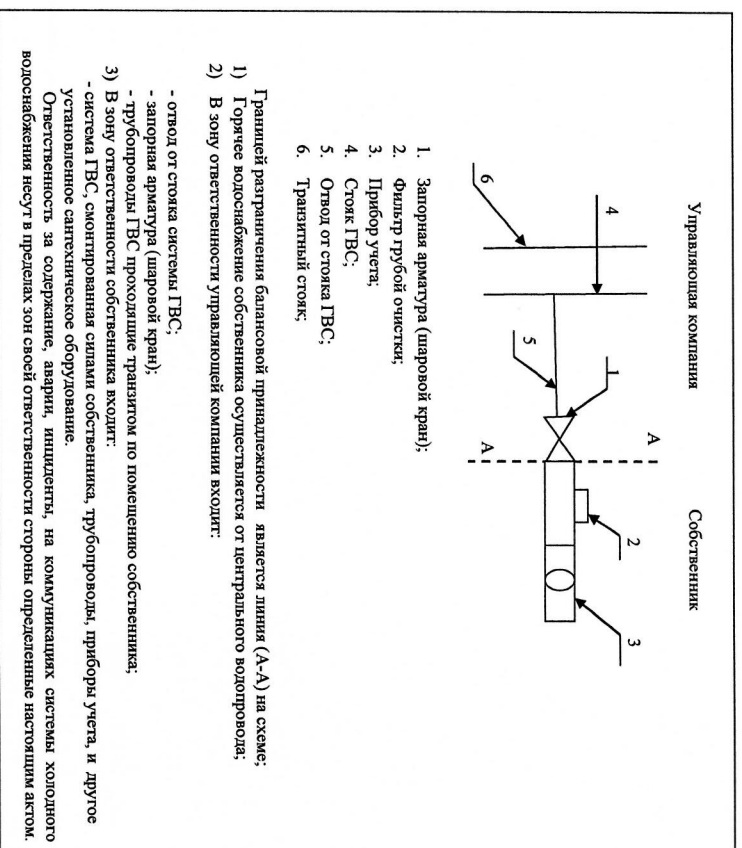 Управляющая компания
Собственник
А
1
2
3
4
5
6
А
1. Запорная арматура (шаровой кран);
2. Фильтр грубой очистки;
3. Прибор учета;
4. Стояк ГВС;
5. Отвод от стояка ГВС;
6. Транзитный стояк;
Границей разграничения балансовой принадлежности является линия (А-А) на схеме;
1) Горячее водоснабжение собственника осуществляется от центрального водопровода;
2) В зону ответственности управляющей компании входит:
- отвод от стояка системы ГВС;
- запорная арматура (шаровой кран);
- трубопроводы ГВС проходящие транзитом по помещению собственника;
3) В зону ответственности собственника входит:
- система ГВС, смонтированная силами собственника, трубопроводы, приборы учета, и другое
установленное сантехническое оборудование.
Ответственность за содержание, аварии, инциденты, на коммуникациях системы холодного
водоснабжения несут в пределах зон своей ответственности стороны определенные настоящим актом.